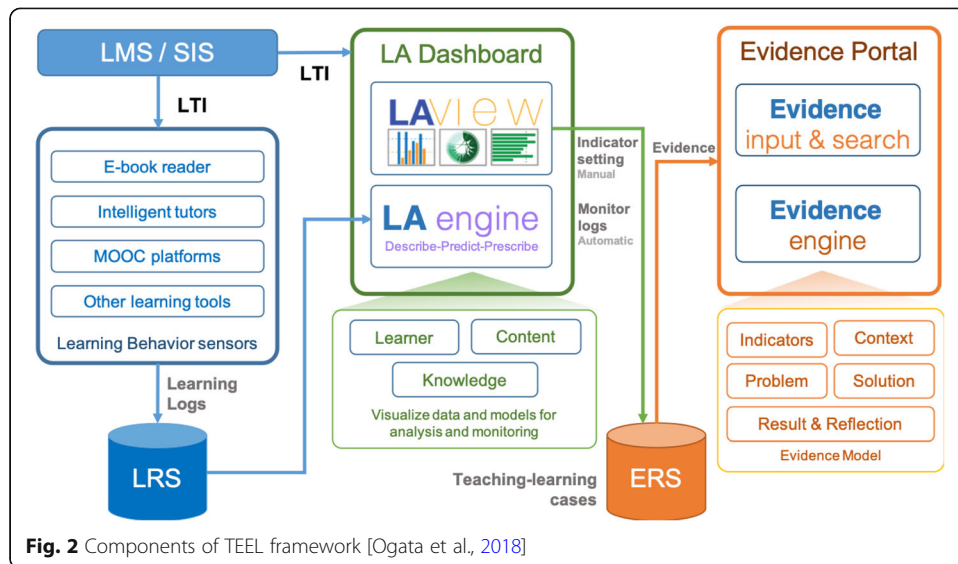 LMS / SIS
LTI
LTI
E-book reader
Intelligent tutors
MOOC platforms
Other learning tools
Learning Behavior sensors
Learning
Logs
LRS
LA Dashboard
LAVIEW
LA engine
Describe-Predict-Prescribe
Learner
Content
Knowledge
Visualize data and models for
analysis and monitoring
Indicator
setting
Manual
Monitor
logs
Automatic
Teaching-learning
cases
ERS
Evidence
Evidence Portal
Evidence
input & search
Evidence
engine
Indicators
Context
Problem
Solution
Result & Reflection
Evidence Model
Fig. 2 Components of TEEL framework [Ogata et al., 2018]